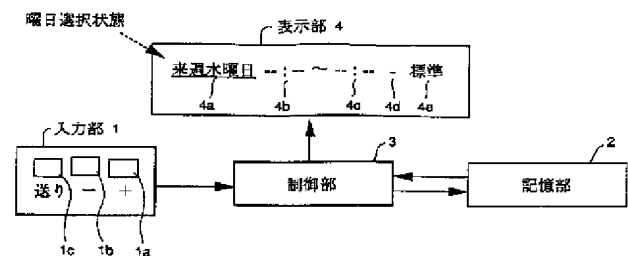 曜日選択状態
表示部 4
来週水曜日 --:-- ～ --:-- - 標準
4a 4b 4c 4d 4e
入力部 1
送り － ＋
1c 1b 1a
3
制御部
2
記憶部